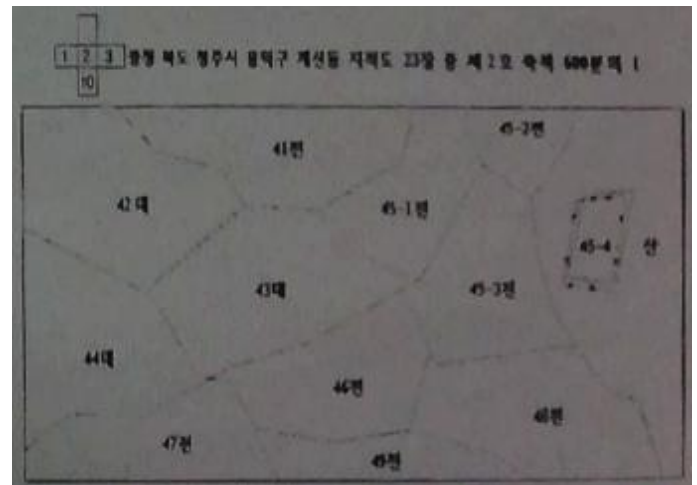 1 2 3 충청 북도 청주시 흥덕구 계신동 지적도 23장 중 제 2 호 축척 600분의 1
10
45-2전
41전
42대
45-1전
45-4
산
43대
45-3전
44대
46전
48전
47전
49전